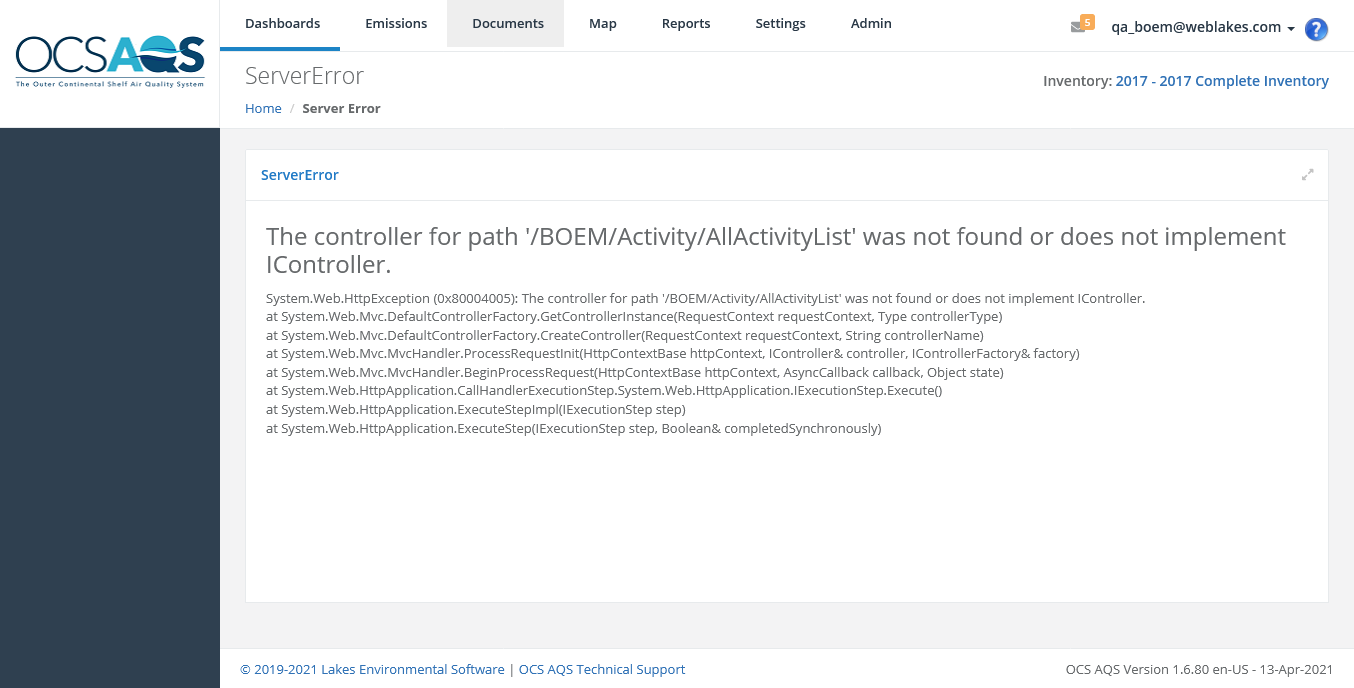 OCSAQS
The Outer Continental Shelf Air Quality System
Dashboards Emissions Documents Map Reports Settings Admin 5 qa_boem@weblakes.com ?
ServerError
Inventory: 2017 - 2017 Complete Inventory
Home / Server Error
ServerError
The controller for path '/BOEM/Activity/AllActivityList' was not found or does not implement
IController.
System.Web.HttpException (0x80004005): The controller for path '/BOEM/Activity/AllActivityList' was not found or does not implement IController.
at System.Web.Mvc.DefaultControllerFactory.GetControllerInstance(RequestContext requestContext, Type controllerType)
at System.Web.Mvc.DefaultControllerFactory.CreateController(RequestContext requestContext, String controllerName)
at System.Web.Mvc.MvcHandler.ProcessRequestInit(HttpContextBase httpContext, IController& controller, IControllerFactory& factory)
at System.Web.Mvc.MvcHandler.BeginProcessRequest(HttpContextBase httpContext, AsyncCallback callback, Object state)
at System.Web.HttpApplication.CallHandlerExecutionStep.System.Web.HttpApplication.IExecutionStep.Execute()
at System.Web.HttpApplication.ExecuteStepImpl(IExecutionStep step)
at System.Web.HttpApplication.ExecuteStep(IExecutionStep step, Boolean& completedSynchronously)
© 2019-2021 Lakes Environmental Software | OCS AQS Technical Support
OCS AQS Version 1.6.80 en-US - 13-Apr-2021